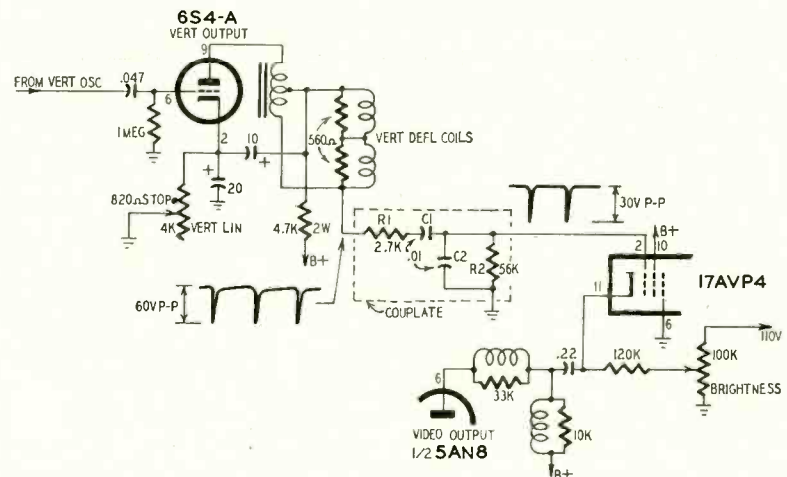 6S4-A
VERT OUTPUT
9
FROM VERT OSC
.047
6
1 MEG
2
10
+
+
20
820Ω STOP
4K
VERT LIN
560Ω
VERT DEFL COILS
4.7K
2W
B+
60V P-P
R1
2.7K
C1
.01
C2
R2
56K
COUPLATE
30V P-P
B+
2
10
11
6
17AVP4
110V
100K
BRIGHTNESS
120K
.22
33K
6
10K
B+
VIDEO OUTPUT
1/2 5AN8